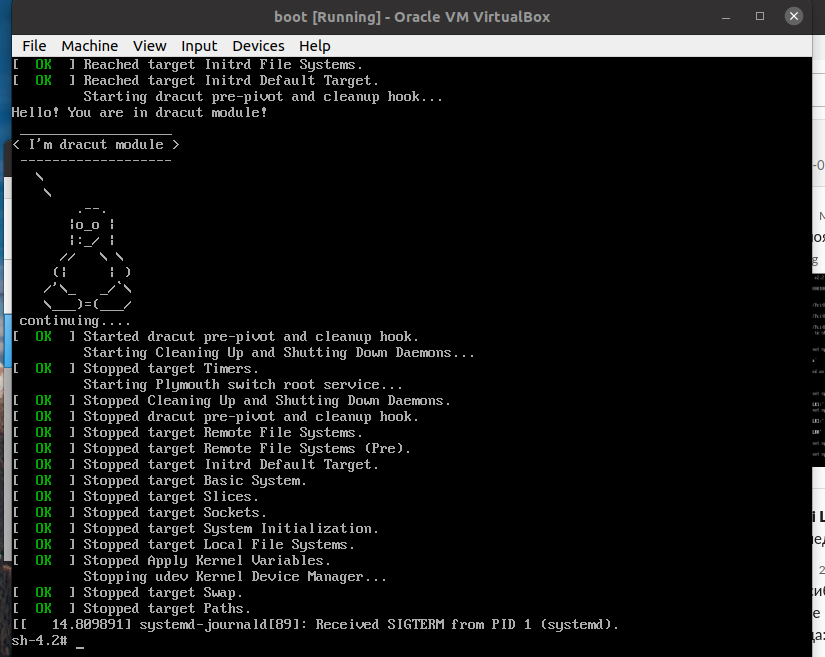 boot [Running] - Oracle VM VirtualBox
File Machine View Input Devices Help
[  OK  ] Reached target Initrd File Systems.
[  OK  ] Reached target Initrd Default Target.
         Starting dracut pre-pivot and cleanup hook...
Hello! You are in dracut module!
 ___________________
< I'm dracut module >
 -------------------
   \
    \
        .--.
       |o_o |
       |:_/ |
      //   \ \
     (|     | )
    /'\_   _/`\
    \___)=(___/
 continuing....
[  OK  ] Started dracut pre-pivot and cleanup hook.
         Starting Cleaning Up and Shutting Down Daemons...
[  OK  ] Stopped target Timers.
         Starting Plymouth switch root service...
[  OK  ] Stopped Cleaning Up and Shutting Down Daemons.
[  OK  ] Stopped dracut pre-pivot and cleanup hook.
[  OK  ] Stopped target Remote File Systems.
[  OK  ] Stopped target Remote File Systems (Pre).
[  OK  ] Stopped target Initrd Default Target.
[  OK  ] Stopped target Basic System.
[  OK  ] Stopped target Slices.
[  OK  ] Stopped target Sockets.
[  OK  ] Stopped target System Initialization.
[  OK  ] Stopped target Local File Systems.
[  OK  ] Stopped Apply Kernel Variables.
         Stopping udev Kernel Device Manager...
[  OK  ] Stopped target Swap.
[  OK  ] Stopped target Paths.
[[   14.809891] systemd-journald[89]: Received SIGTERM from PID 1 (systemd).
sh-4.2# _